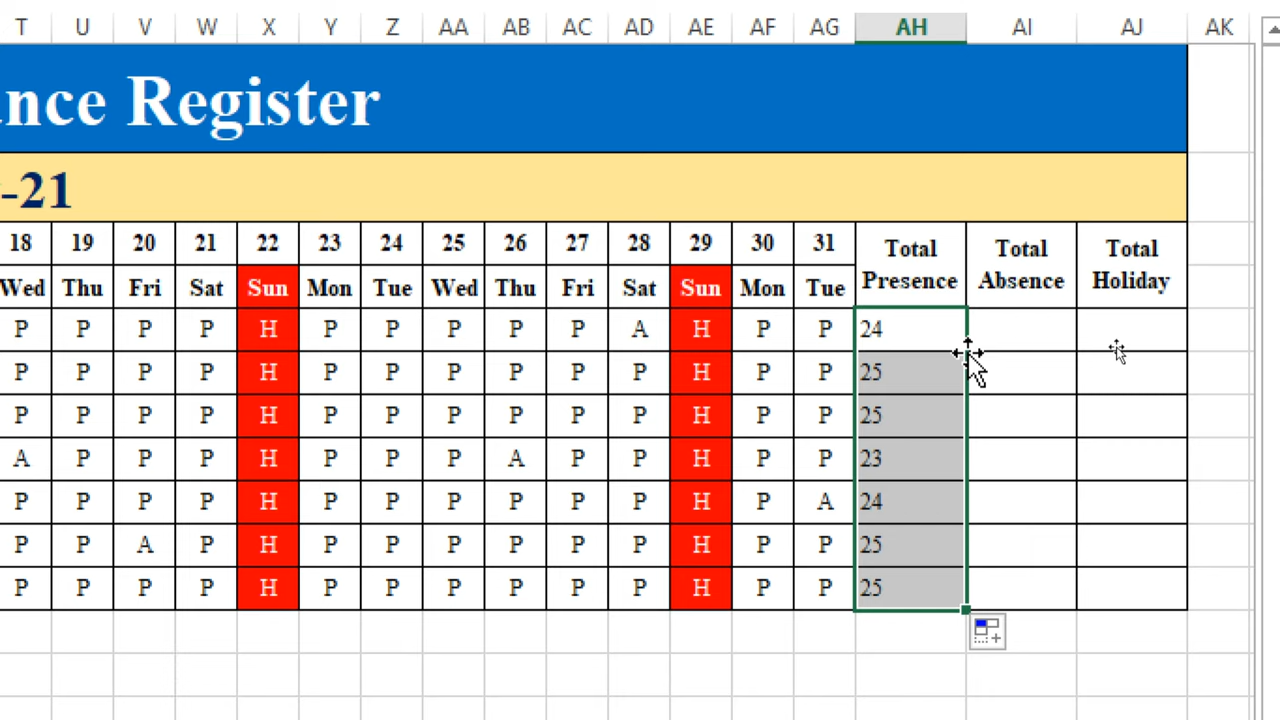 T U V W X Y Z AA AB AC AD AE AF AG AH AI AJ AK
nce Register
-21
18 19 20 21 22 23 24 25 26 27 28 29 30 31 Total Presence Total Absence Total Holiday
Wed Thu Fri Sat Sun Mon Tue Wed Thu Fri Sat Sun Mon Tue
P P P P H P P P P P A H P P 24
P P P P H P P P P P P H P P 25
P P P P H P P P P P P H P P 25
A P P P H P P P A P P H P P 23
P P P P H P P P P P P H P A 24
P P A P H P P P P P P H P P 25
P P P P H P P P P P P H P P 25